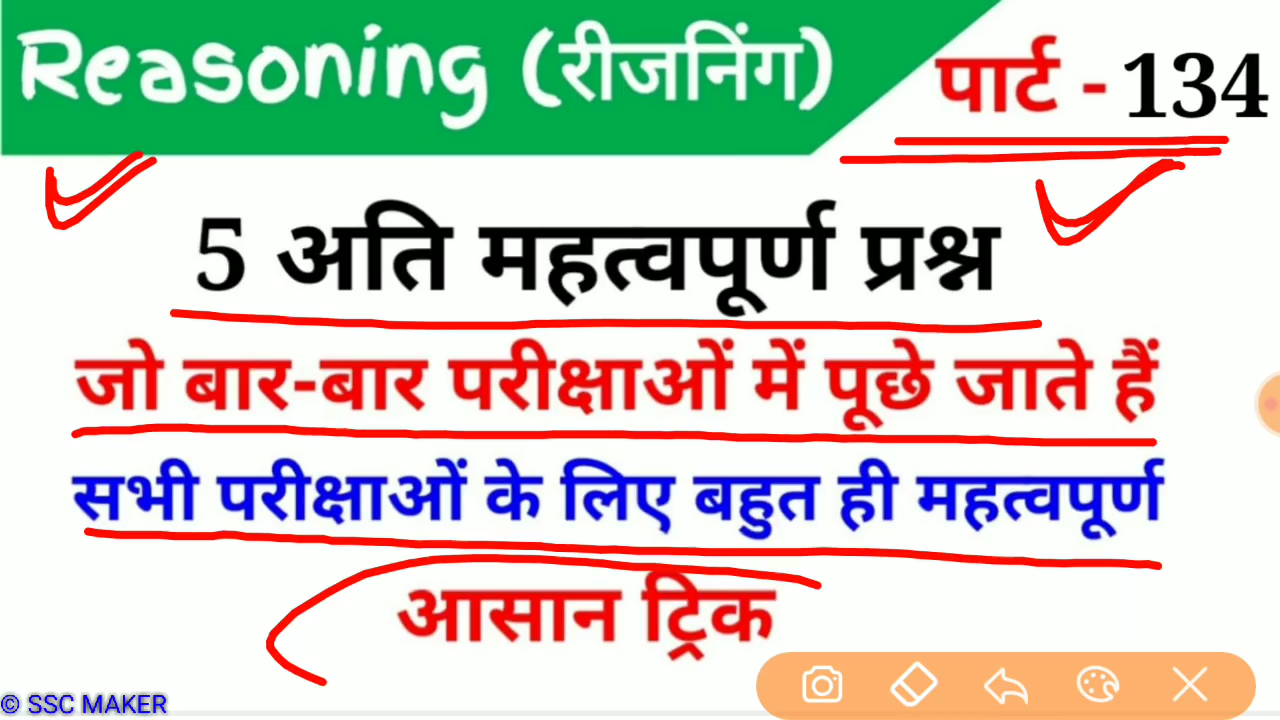 Reasoning (रीजनिंग)
पार्ट - 134
5 अति महत्वपूर्ण प्रश्न
जो बार-बार परीक्षाओं में पूछे जाते हैं
सभी परीक्षाओं के लिए बहुत ही महत्वपूर्ण
आसान ट्रिक
© SSC MAKER